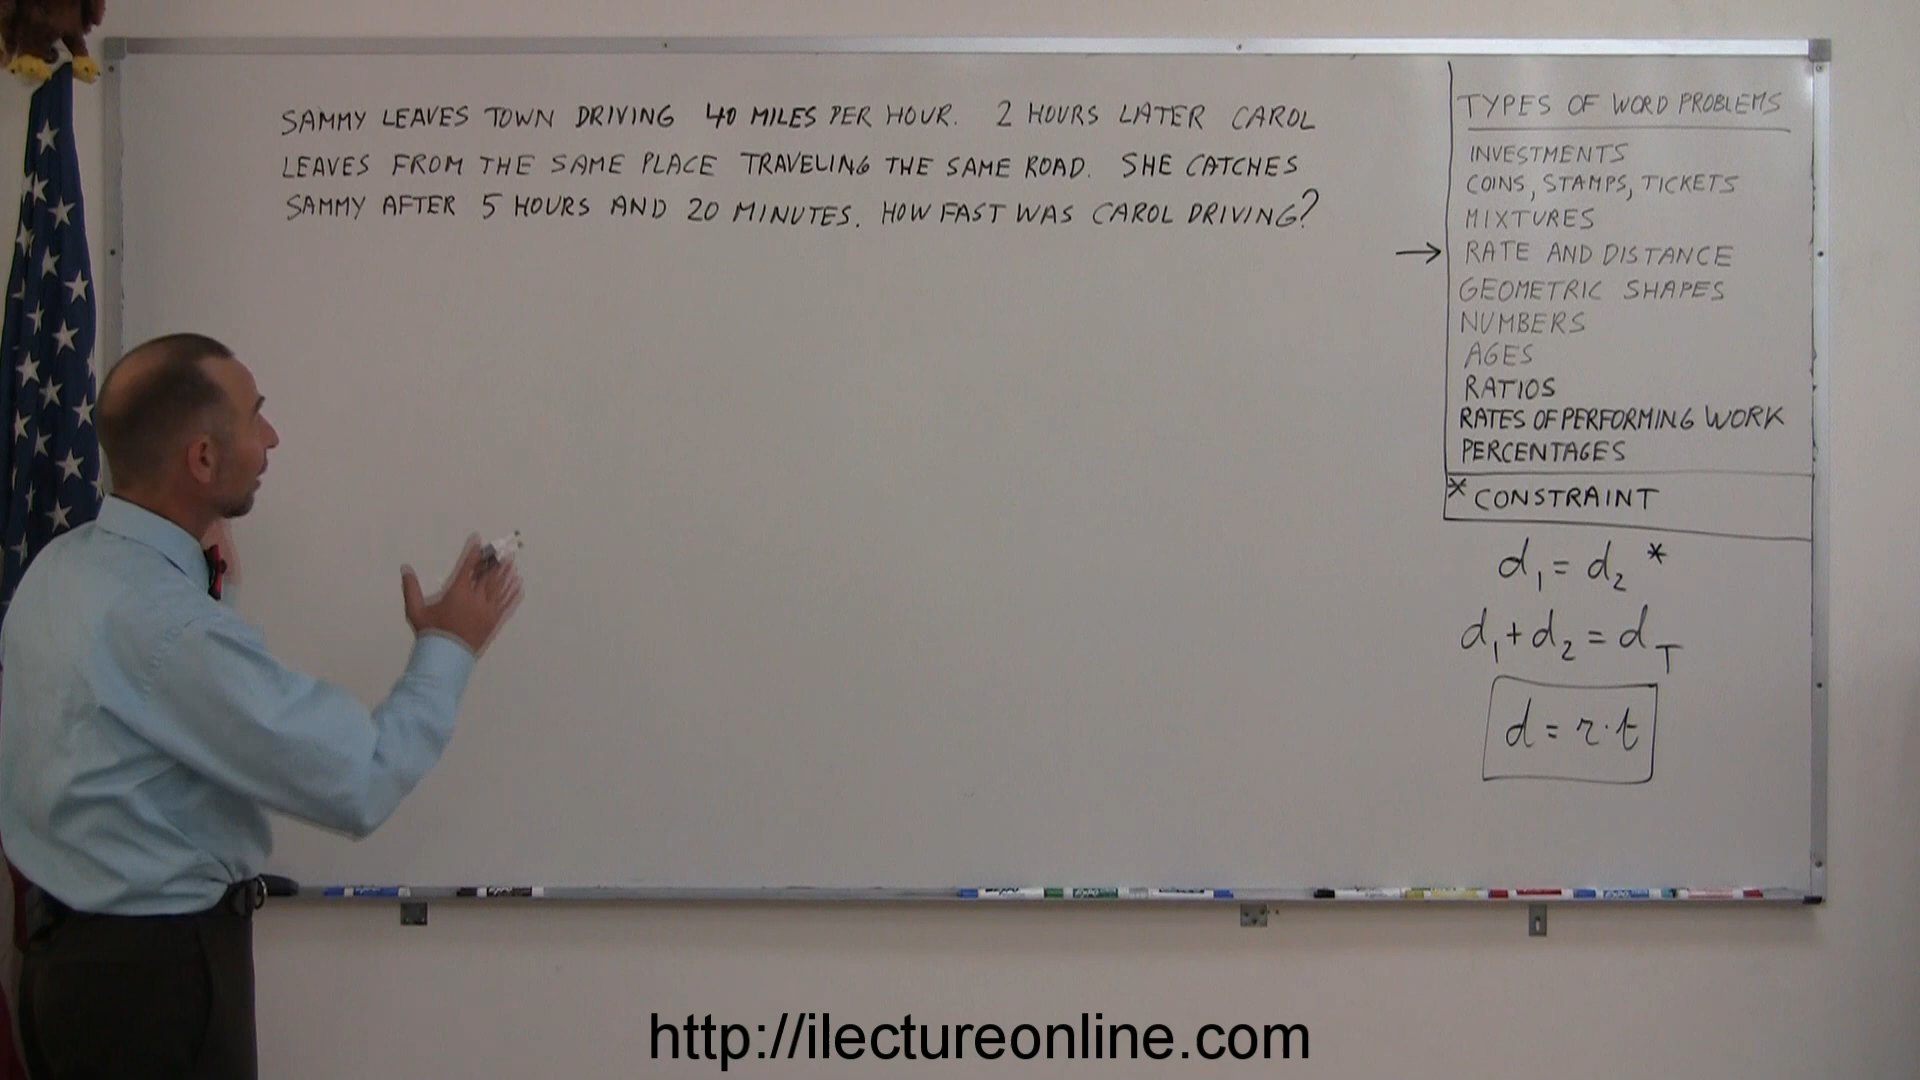 SAMMY LEAVES TOWN DRIVING 40 MILES PER HOUR. 2 HOURS LATER CAROL
LEAVES FROM THE SAME PLACE TRAVELING THE SAME ROAD. SHE CATCHES
SAMMY AFTER 5 HOURS AND 20 MINUTES. HOW FAST WAS CAROL DRIVING?
TYPES OF WORD PROBLEMS
INVESTMENTS
COINS, STAMPS, TICKETS
MIXTURES
→ RATE AND DISTANCE
GEOMETRIC SHAPES
NUMBERS
AGES
RATIOS
RATES OF PERFORMING WORK
PERCENTAGES
* CONSTRAINT
d₁ = d₂ *
d₁ + d₂ = d_T
d = r · t
http://ilectureonline.com